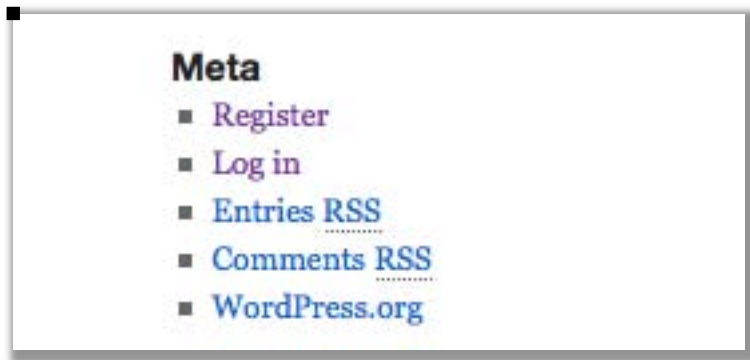 Meta
Register
Log in
Entries RSS
Comments RSS
WordPress.org